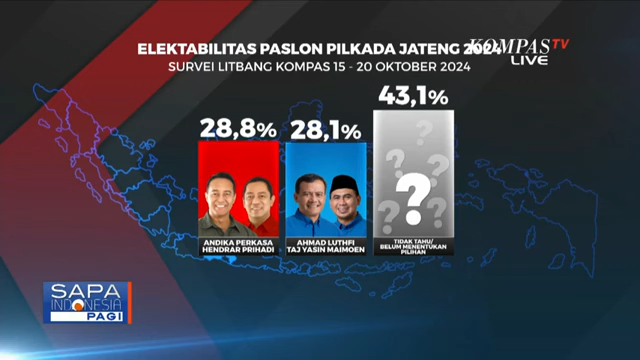 ELEKTABILITAS PASLON PILKADA JATENG 2024
KOMPAS TV
LIVE
SURVEI LITBANG KOMPAS 15 - 20 OKTOBER 2024
28,8%
28,1%
43,1%
?
?
?
?
?
?
ANDIKA PERKASA
HENDRAR PRIHADI
AHMAD LUTHFI
TAJ YASIN MAIMOEN
TIDAK TAHU/
BELUM MENENTUKAN
PILIHAN
SAPA
INDONESIA
PAGI